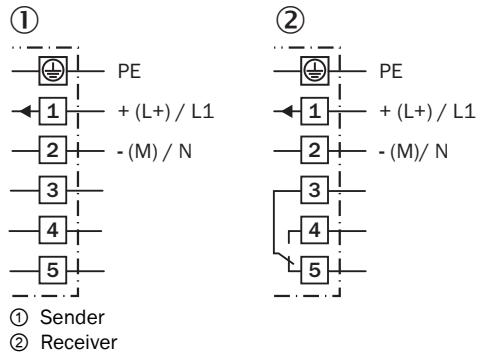 ① ②
PE PE
1 + (L+) / L1 1 + (L+) / L1
2 - (M) / N 2 - (M)/ N
3 3
4 4
5 5
① Sender
② Receiver